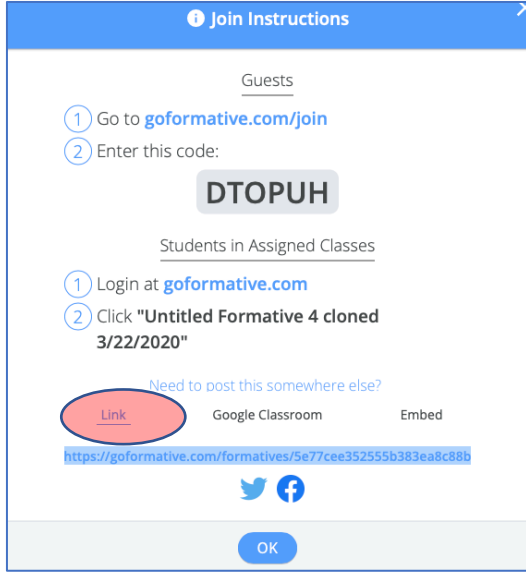 Join Instructions
Guests
1 Go to goformative.com/join
2 Enter this code:
DTOPUH
Students in Assigned Classes
1 Login at goformative.com
2 Click "Untitled Formative 4 cloned
3/22/2020"
Need to post this somewhere else?
Link Google Classroom Embed
https://goformative.com/formatives/5e77cee352555b383ea8c88b
OK